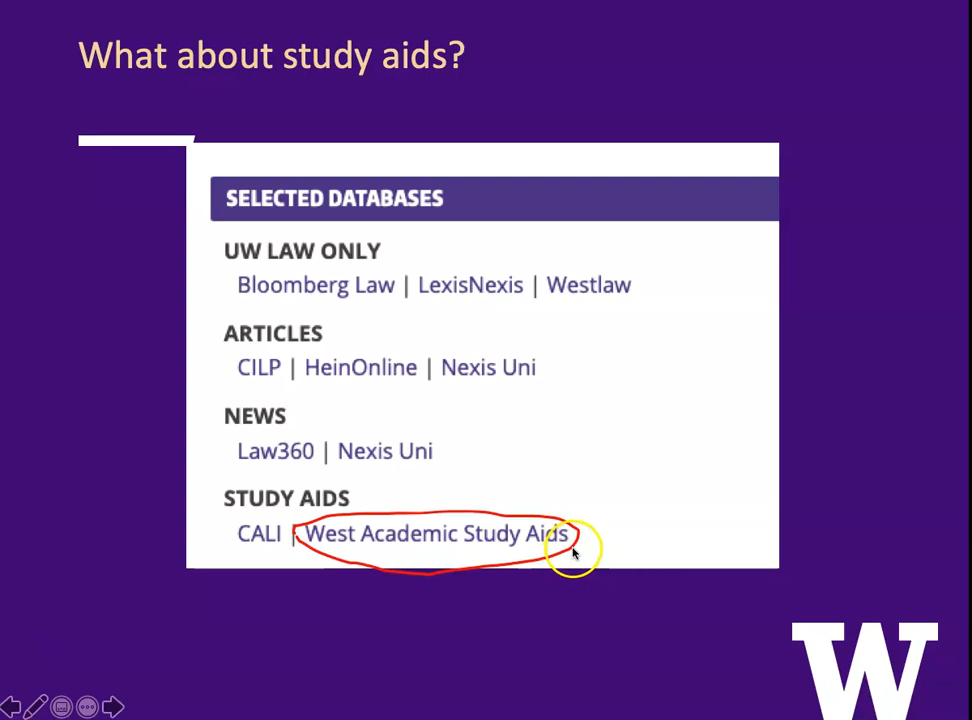 What about study aids?
SELECTED DATABASES
UW LAW ONLY
Bloomberg Law | LexisNexis | Westlaw
ARTICLES
CILP | HeinOnline | Nexis Uni
NEWS
Law360 | Nexis Uni
STUDY AIDS
CALI | West Academic Study Aids
W